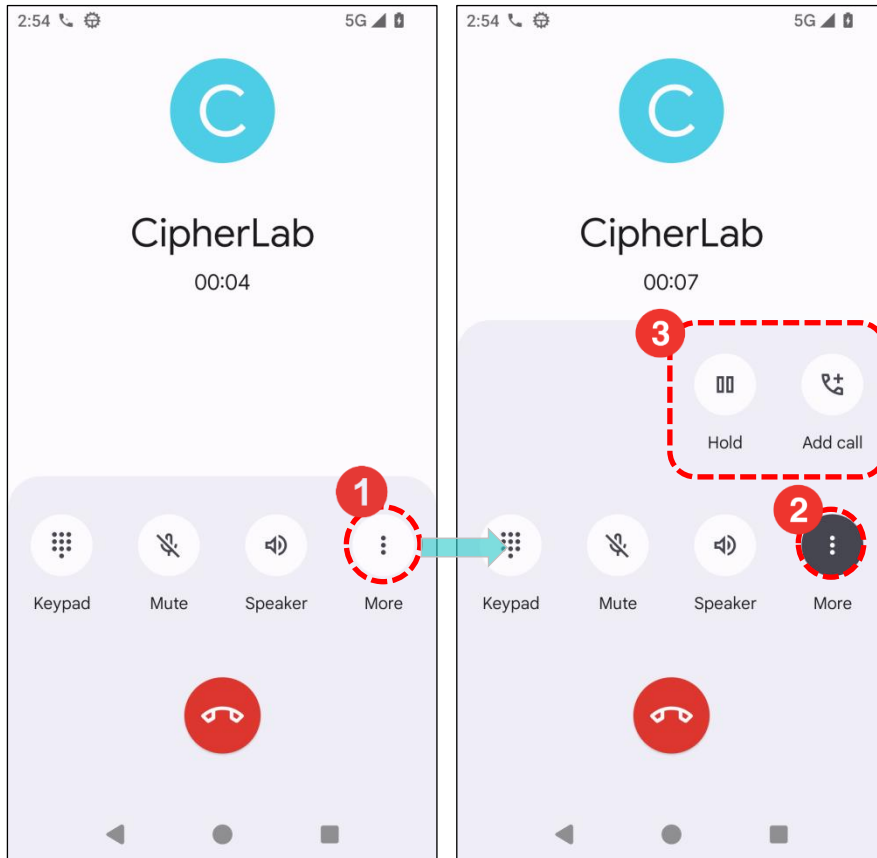 2:54 5G
C
CipherLab
00:04
1
Keypad Mute Speaker More
2:54 5G
C
CipherLab
00:07
3
Hold Add call
2
Keypad Mute Speaker More